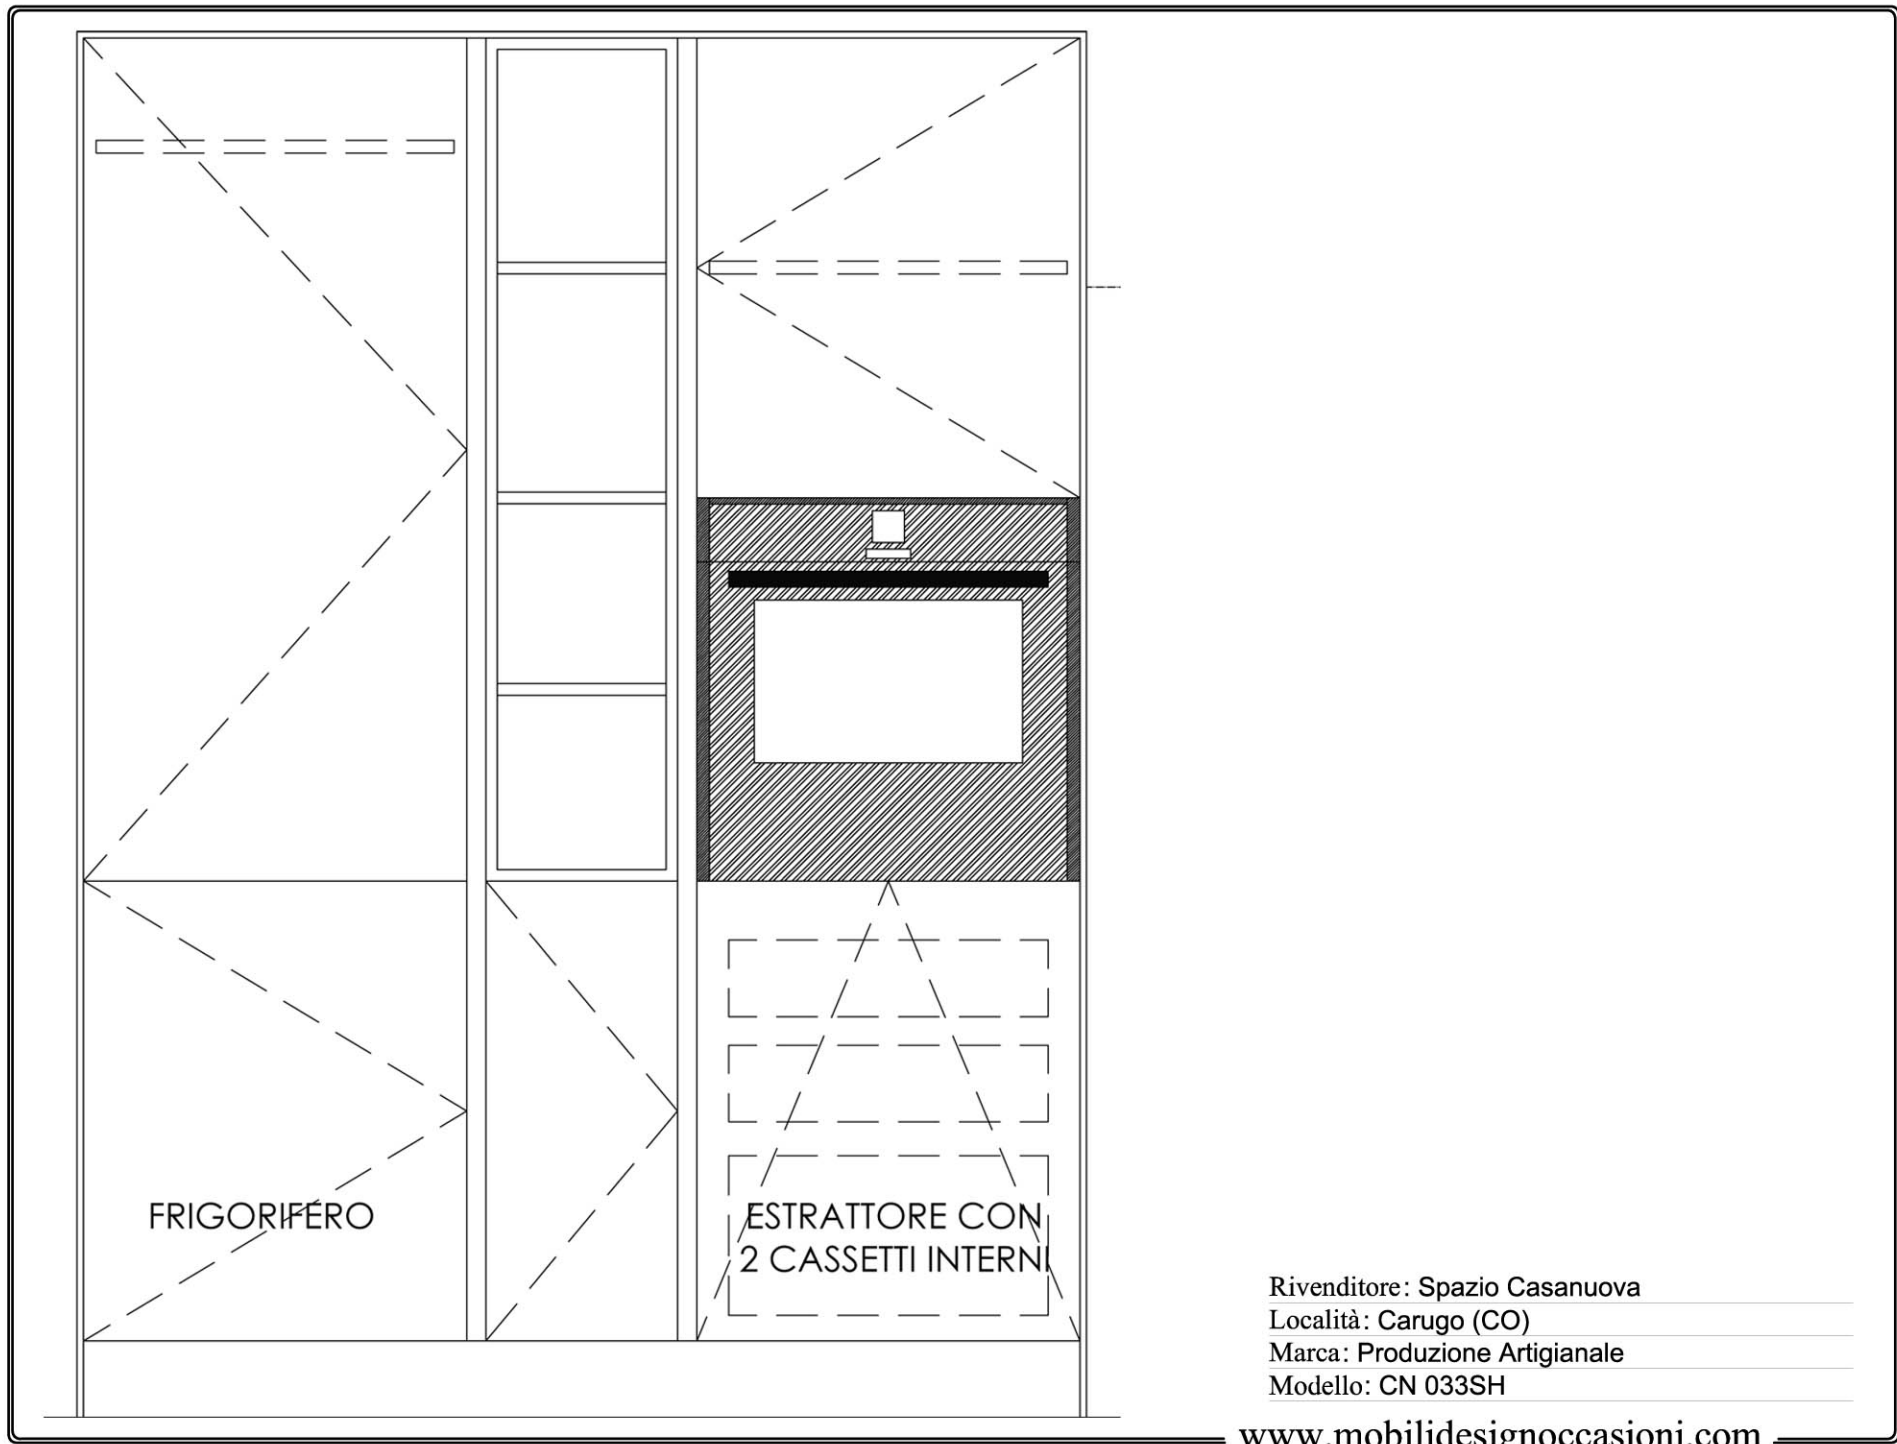 FRIGORIFERO
ESTRATTORE CON
2 CASSETTI INTERNI
Rivenditore: Spazio Casanuova
Località: Carugo (CO)
Marca: Produzione Artigianale
Modello: CN 033SH
www.mobilidesignoccasioni.com